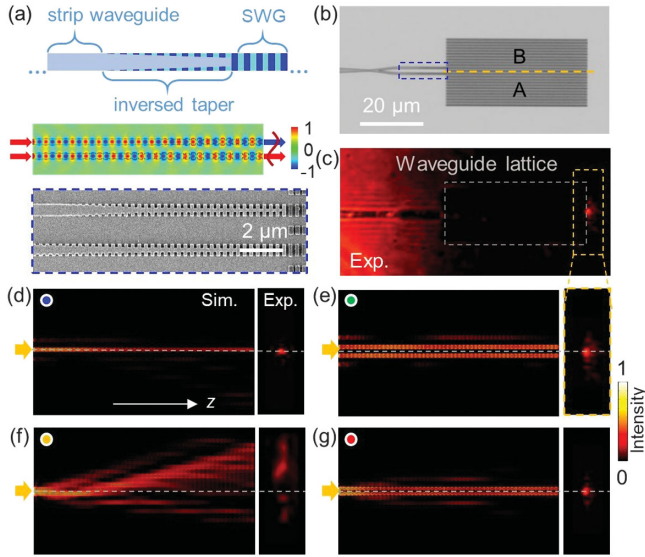 (a)
strip waveguide
SWG
inversed taper
1
0
-1
2 μm
(b)
B
A
20 μm
(c)
Waveguide lattice
Exp.
(d)
Sim.
Exp.
z
(e)
(f)
(g)
1
Intensity
0